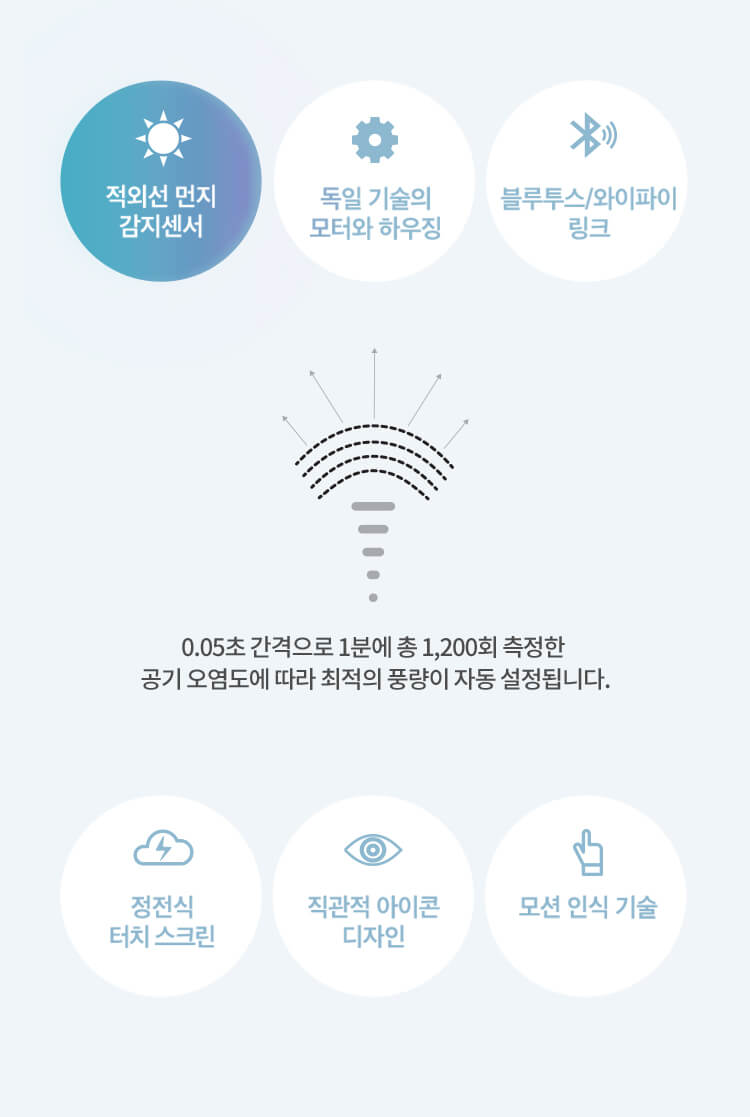 적외선 먼지
감지센서
독일 기술의
모터와 하우징
블루투스/와이파이
링크
0.05초 간격으로 1분에 총 1,200회 측정한
공기 오염도에 따라 최적의 풍량이 자동 설정됩니다.
정전식
터치 스크린
직관적 아이콘
디자인
모션 인식 기술